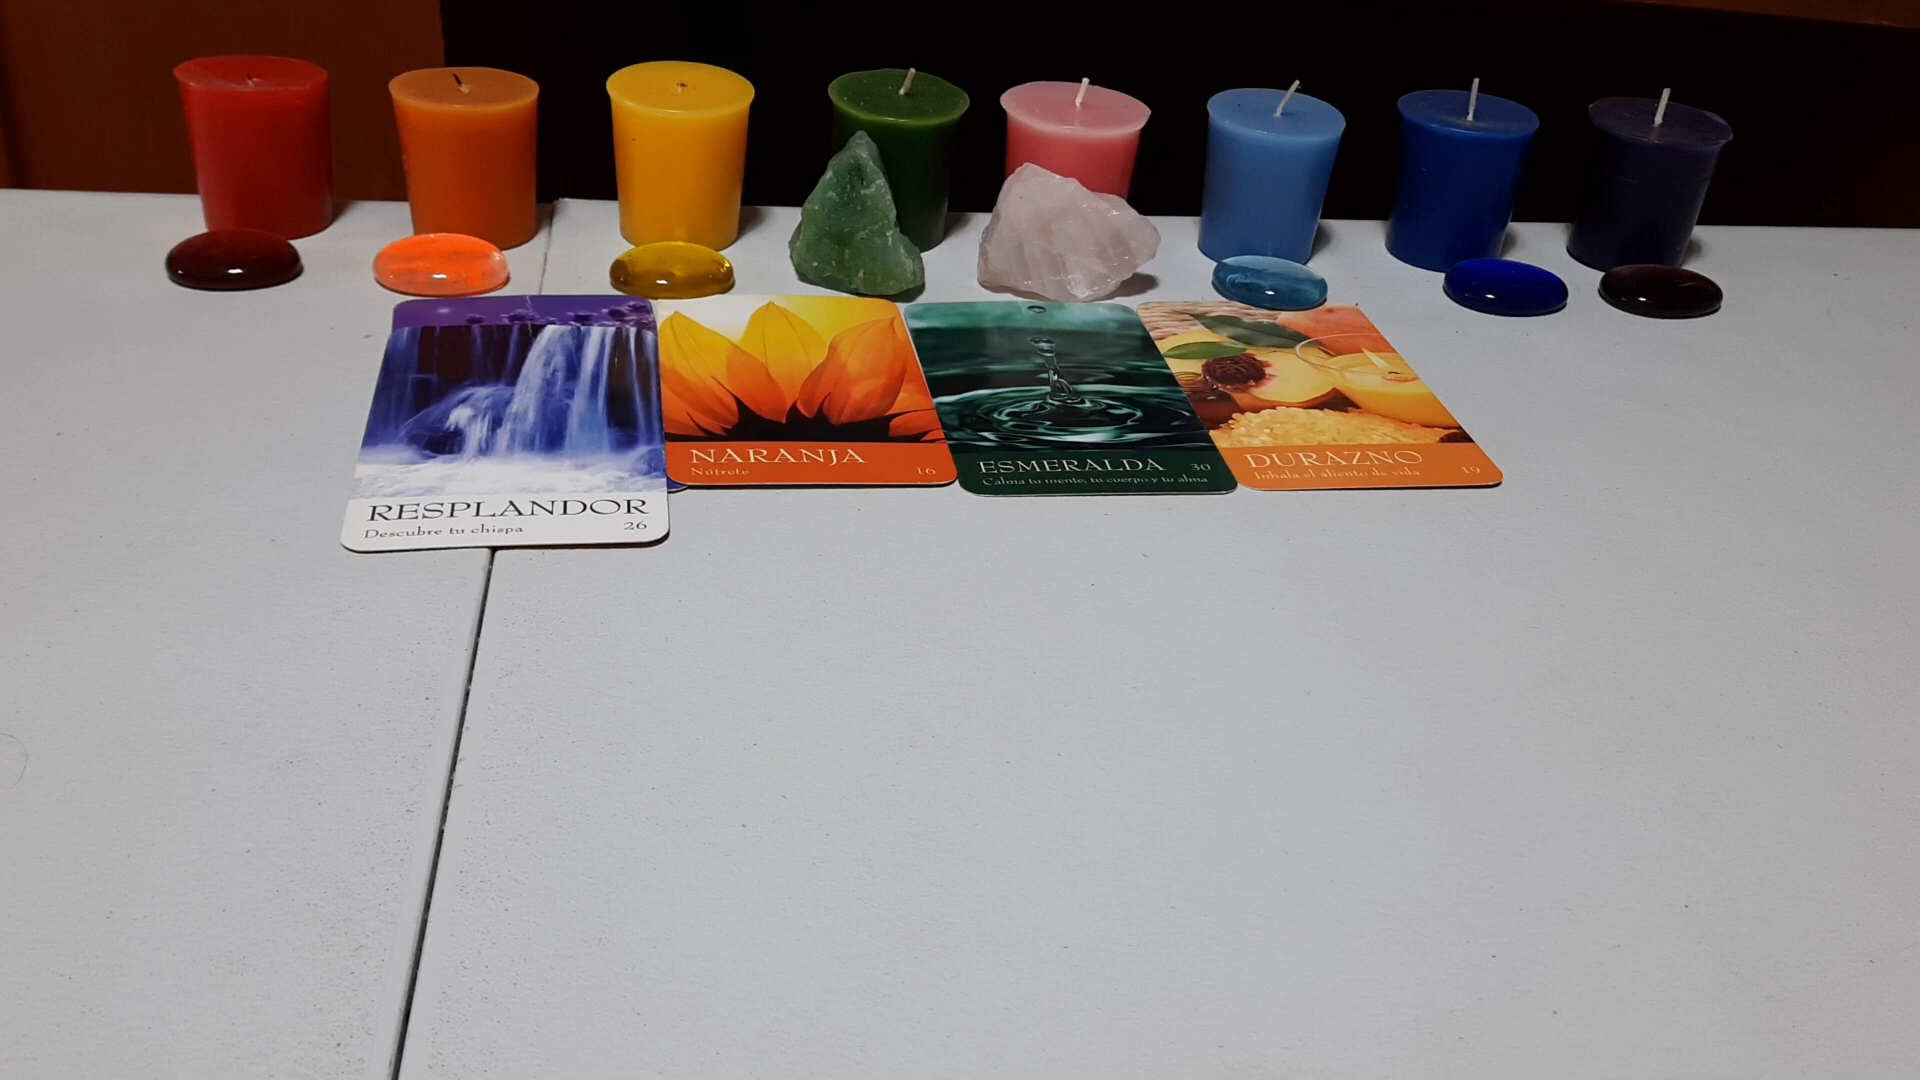 RESPLANDOR
Descubre tu chispa 26
NARANJA
Nútrete 16
ESMERALDA 30
Calma tu mente, tu cuerpo y tu alma
DURAZNO
Inhala el aliento de vida 19